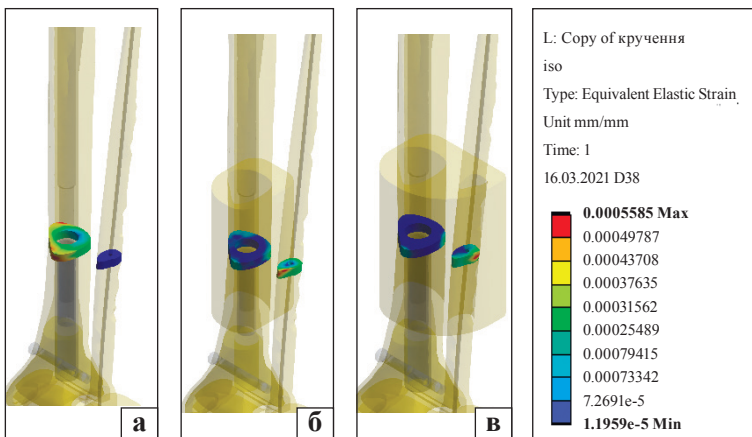 L: Copy of кручення
iso
Type: Equivalent Elastic Strain
Unit mm/mm
Time: 1
16.03.2021 D38
0.0005585 Max
0.00049787
0.00043708
0.00037635
0.00031562
0.00025489
0.00079415
0.00073342
7.2691e-5
1.1959e-5 Min
а
б
в